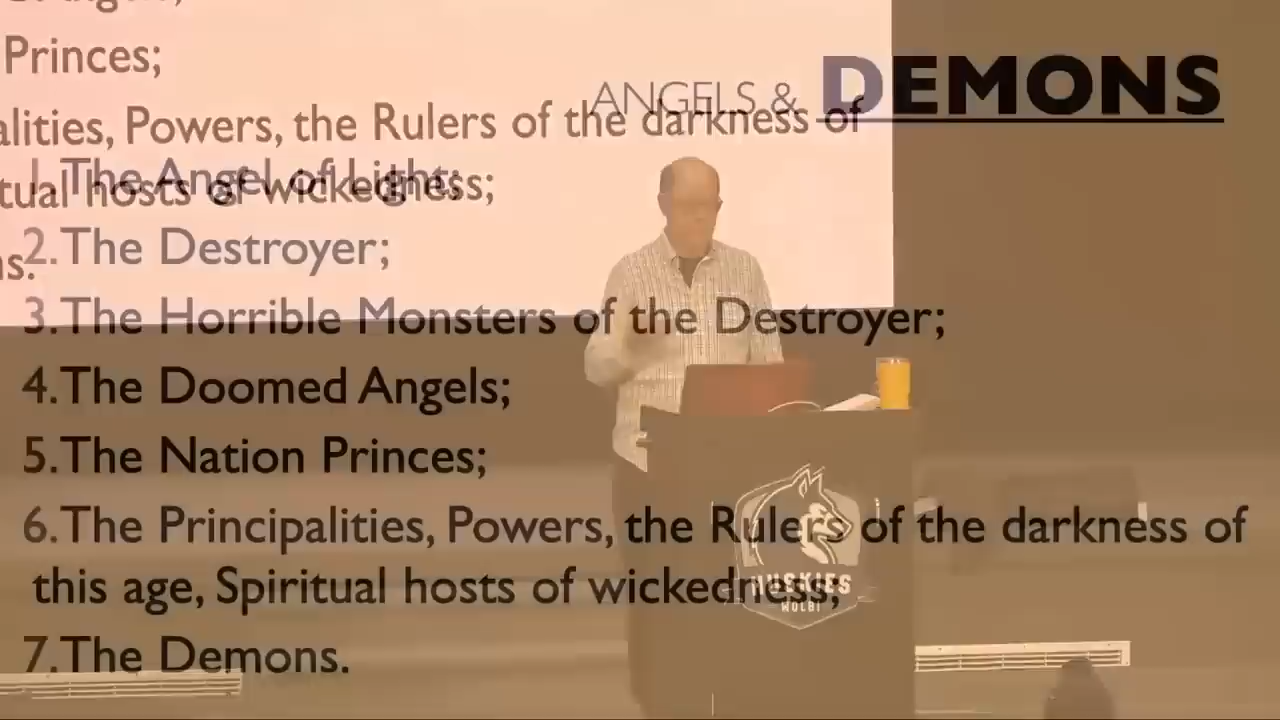 Princes;
ANGELS & DEMONS
alities, Powers, the Rulers of the darkness of
1.The Angel of Light;
tual hosts of wickedness;
2.The Destroyer;
3.The Horrible Monsters of the Destroyer;
4.The Doomed Angels;
5.The Nation Princes;
6.The Principalities, Powers, the Rulers of the darkness of
this age, Spiritual hosts of wickedness;
7.The Demons.
HUSKIES
WOLBI